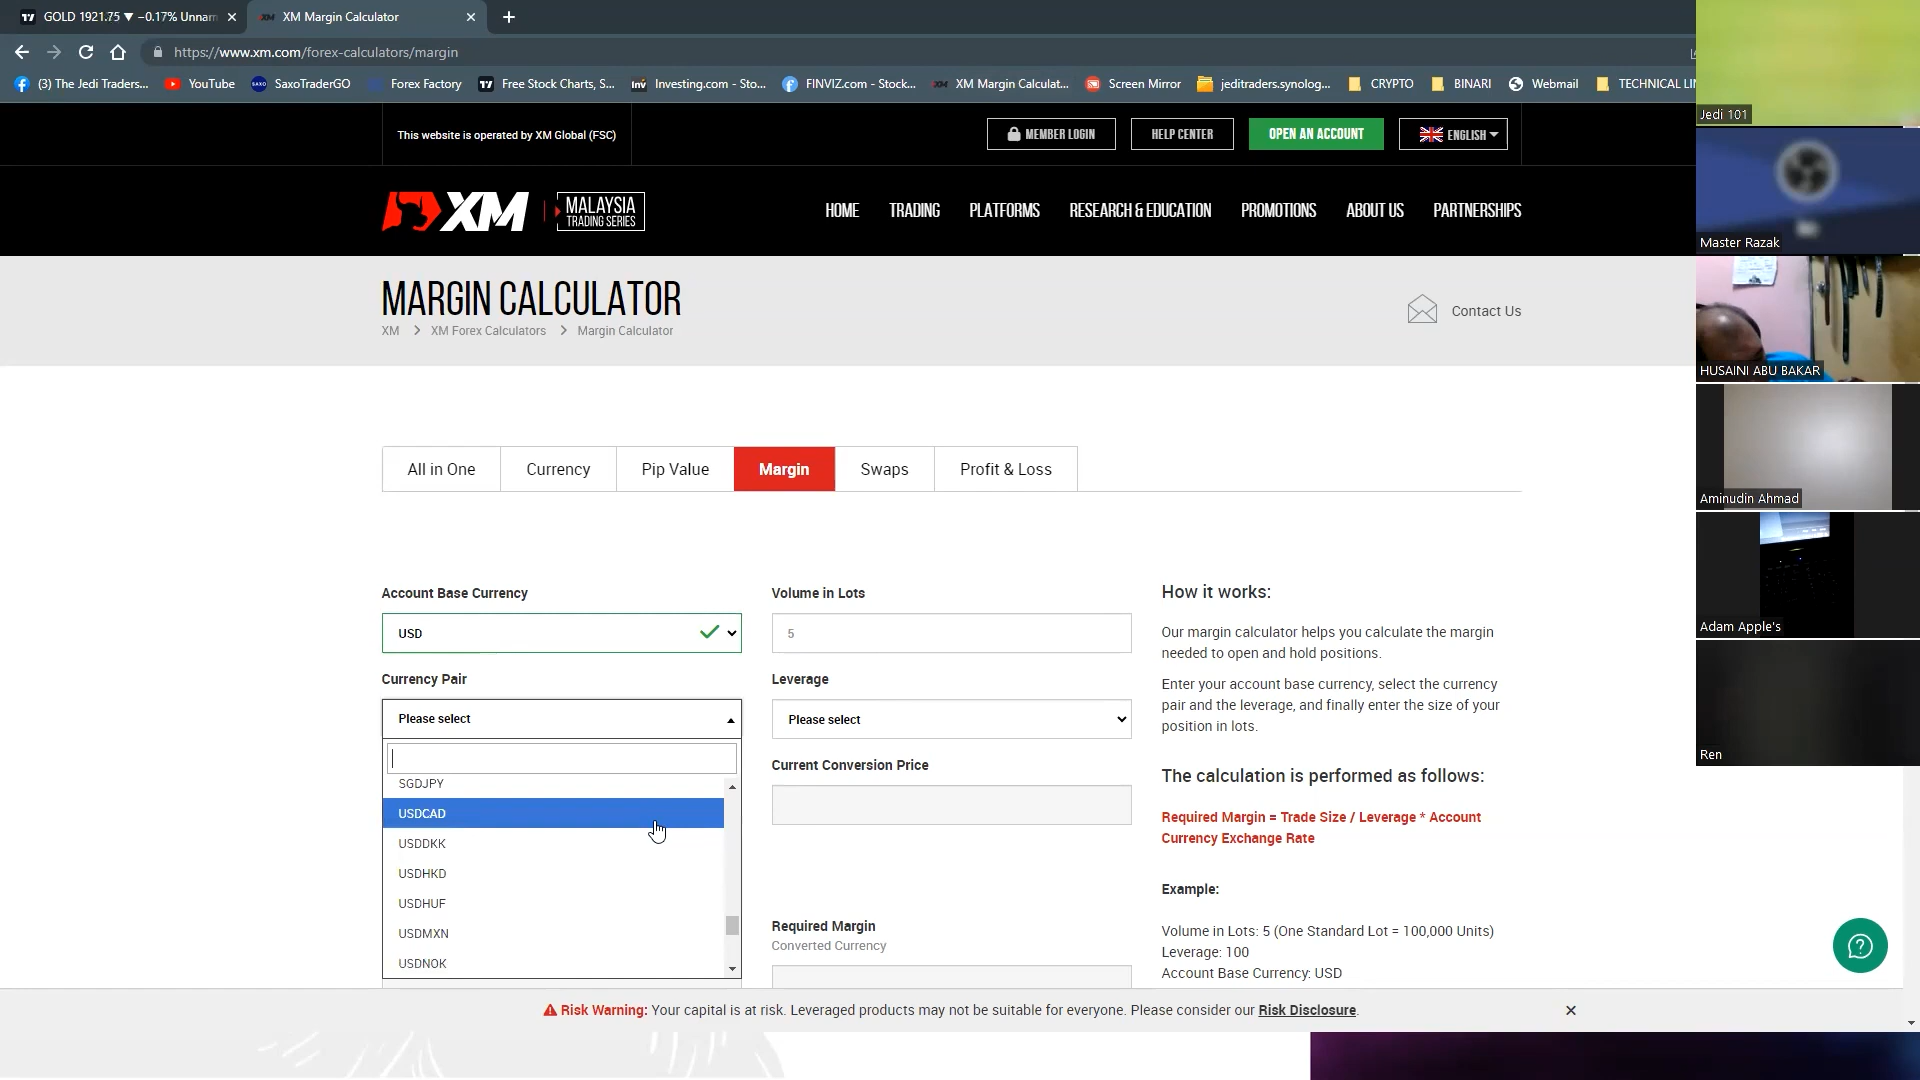 GOLD 1921.75 ▼ −0.17% Unnam
XM Margin Calculator
https://www.xm.com/forex-calculators/margin
(3) The Jedi Traders...
YouTube
SaxoTraderGO
Forex Factory
Free Stock Charts, S...
Investing.com - Sto...
FINVIZ.com - Stock...
XM Margin Calculat...
Screen Mirror
jeditraders.synolog...
CRYPTO
BINARI
Webmail
TECHNICAL LIN
This website is operated by XM Global (FSC)
MEMBER LOGIN
HELP CENTER
OPEN AN ACCOUNT
ENGLISH
XM
MALAYSIA
TRADING SERIES
HOME
TRADING
PLATFORMS
RESEARCH & EDUCATION
PROMOTIONS
ABOUT US
PARTNERSHIPS
MARGIN CALCULATOR
XM > XM Forex Calculators > Margin Calculator
Contact Us
All in One
Currency
Pip Value
Margin
Swaps
Profit & Loss
Account Base Currency
USD
Currency Pair
Please select
SGDJPY
USDCAD
USDDKK
USDHKD
USDHUF
USDMXN
USDNOK
Volume in Lots
5
Leverage
Please select
Current Conversion Price
Required Margin
Converted Currency
How it works:
Our margin calculator helps you calculate the margin
needed to open and hold positions.
Enter your account base currency, select the currency
pair and the leverage, and finally enter the size of your
position in lots.
The calculation is performed as follows:
Required Margin = Trade Size / Leverage * Account
Currency Exchange Rate
Example:
Volume in Lots: 5 (One Standard Lot = 100,000 Units)
Leverage: 100
Account Base Currency: USD
Risk Warning: Your capital is at risk. Leveraged products may not be suitable for everyone. Please consider our Risk Disclosure.
Jedi 101
Master Razak
HUSAINI ABU BAKAR
Aminudin Ahmad
Adam Apple's
Ren